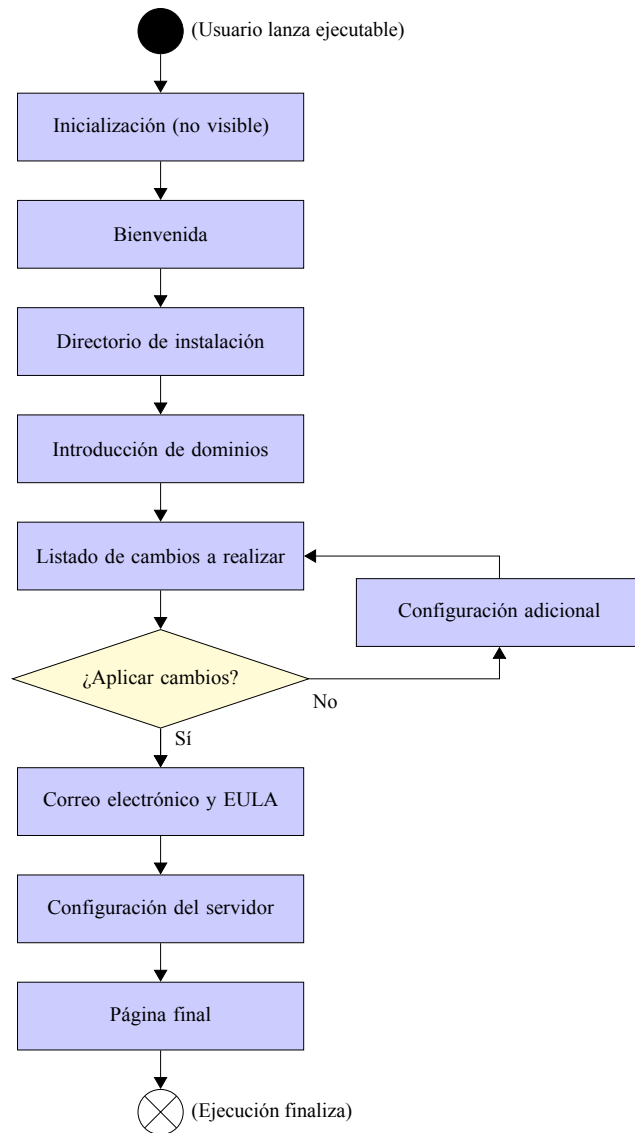 (Usuario lanza ejecutable)
Inicialización (no visible)
Bienvenida
Directorio de instalación
Introducción de dominios
Listado de cambios a realizar
Configuración adicional
¿Aplicar cambios?
No
Sí
Correo electrónico y EULA
Configuración del servidor
Página final
(Ejecución finaliza)